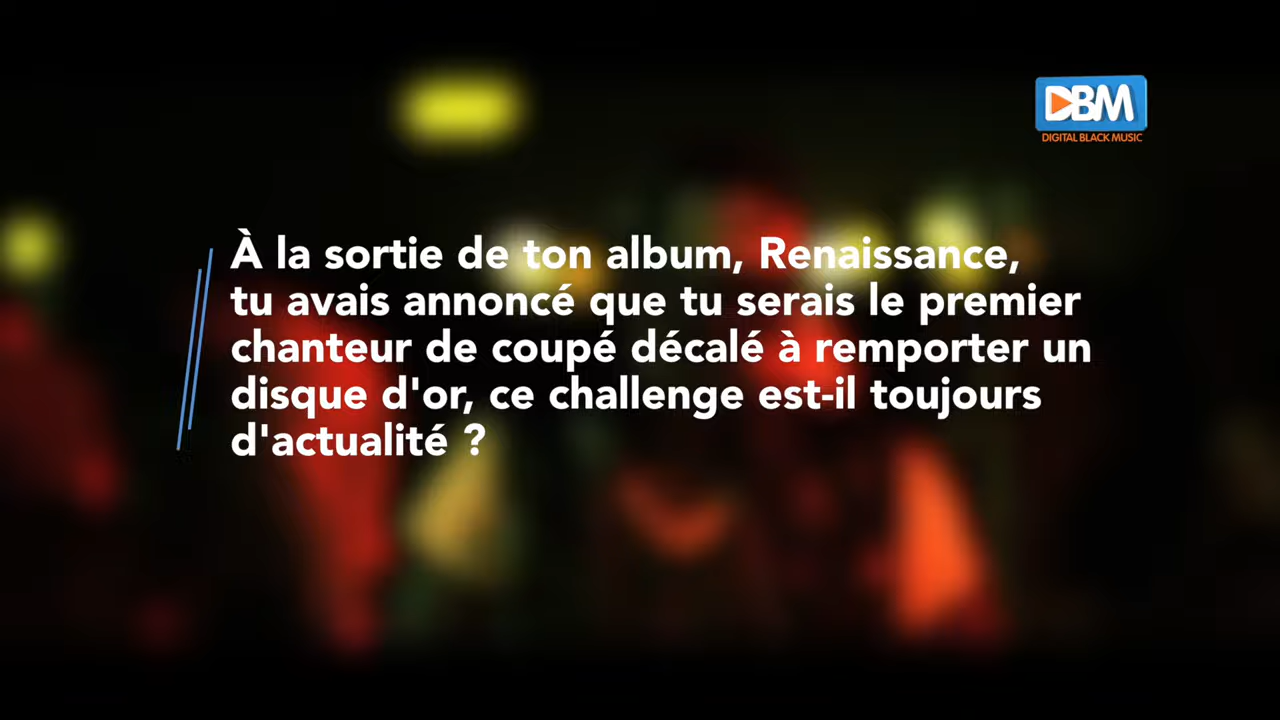 DBM
DIGITAL BLACK MUSIC
À la sortie de ton album, Renaissance,
tu avais annoncé que tu serais le premier
chanteur de coupé décalé à remporter un
disque d'or, ce challenge est-il toujours
d'actualité ?